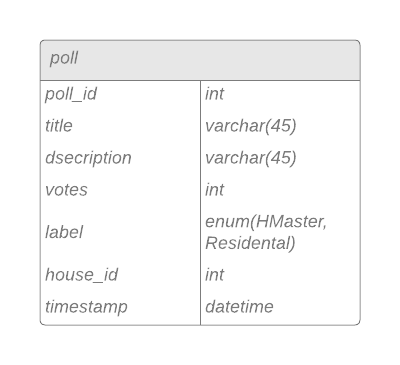 poll
poll_id int
title varchar(45)
dsecription varchar(45)
votes int
label enum(HMaster,
Residental)
house_id int
timestamp datetime